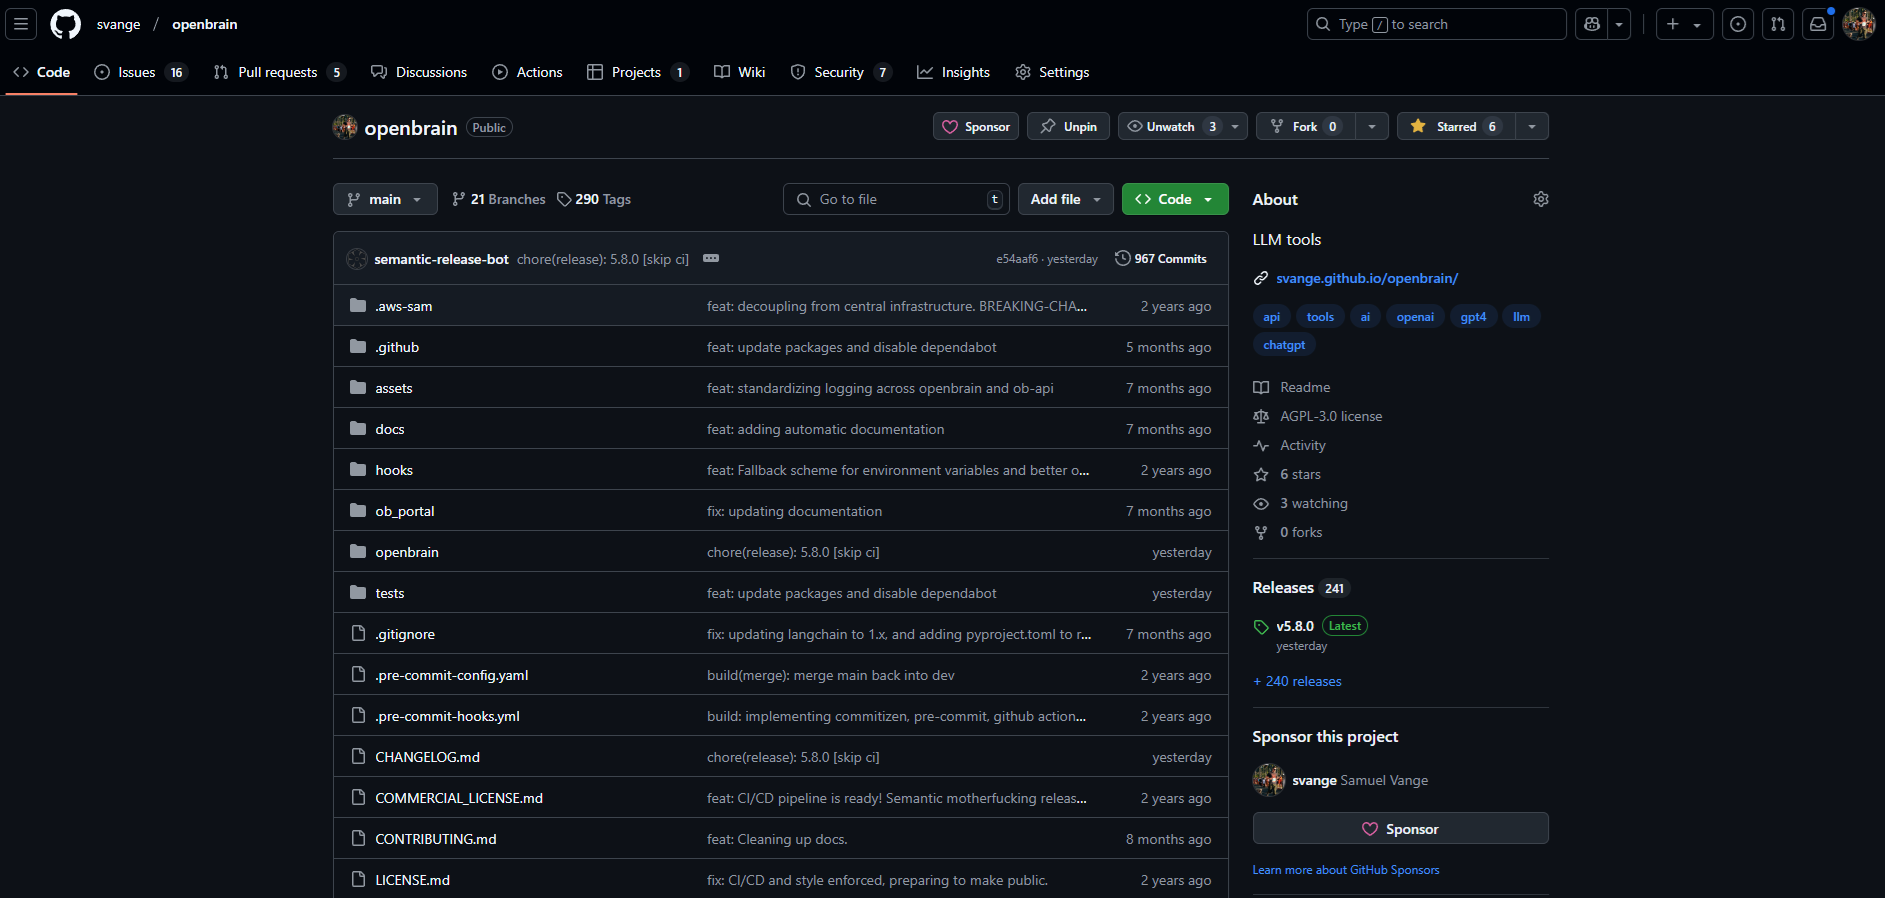 svange / openbrain
Type / to search
Code
Issues 16
Pull requests 5
Discussions
Actions
Projects 1
Wiki
Security 7
Insights
Settings
openbrain Public
Sponsor
Unpin
Unwatch 3
Fork 0
Starred 6
main
21 Branches
290 Tags
Go to file t
Add file
Code
semantic-release-bot chore(release): 5.8.0 [skip ci]
e54aaf6 · yesterday
967 Commits
.aws-sam feat: decoupling from central infrastructure. BREAKING-CHA... 2 years ago
.github feat: update packages and disable dependabot 5 months ago
assets feat: standardizing logging across openbrain and ob-api 7 months ago
docs feat: adding automatic documentation 7 months ago
hooks feat: Fallback scheme for environment variables and better o... 2 years ago
ob_portal fix: updating documentation 7 months ago
openbrain chore(release): 5.8.0 [skip ci] yesterday
tests feat: update packages and disable dependabot yesterday
.gitignore fix: updating langchain to 1.x, and adding pyproject.toml to r... 7 months ago
.pre-commit-config.yaml build(merge): merge main back into dev 2 years ago
.pre-commit-hooks.yml build: implementing commitizen, pre-commit, github action... 2 years ago
CHANGELOG.md chore(release): 5.8.0 [skip ci] yesterday
COMMERCIAL_LICENSE.md feat: CI/CD pipeline is ready! Semantic motherfucking releas... 2 years ago
CONTRIBUTING.md feat: Cleaning up docs. 8 months ago
LICENSE.md fix: CI/CD and style enforced, preparing to make public. 2 years ago
About
LLM tools
svange.github.io/openbrain/
api tools ai openai gpt4 llm
chatgpt
Readme
AGPL-3.0 license
Activity
6 stars
3 watching
0 forks
Releases 241
v5.8.0 Latest
yesterday
+ 240 releases
Sponsor this project
svange Samuel Vange
Sponsor
Learn more about GitHub Sponsors